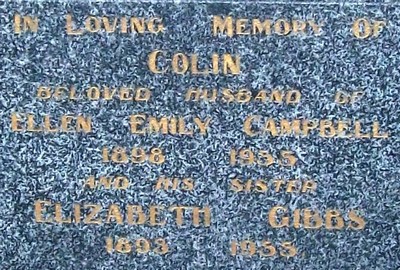 In Loving Memory Of
Colin
Beloved Husband Of
Ellen Emily Campbell
1898 1955
And His Sister
Elizabeth Gibbs
1893 1955